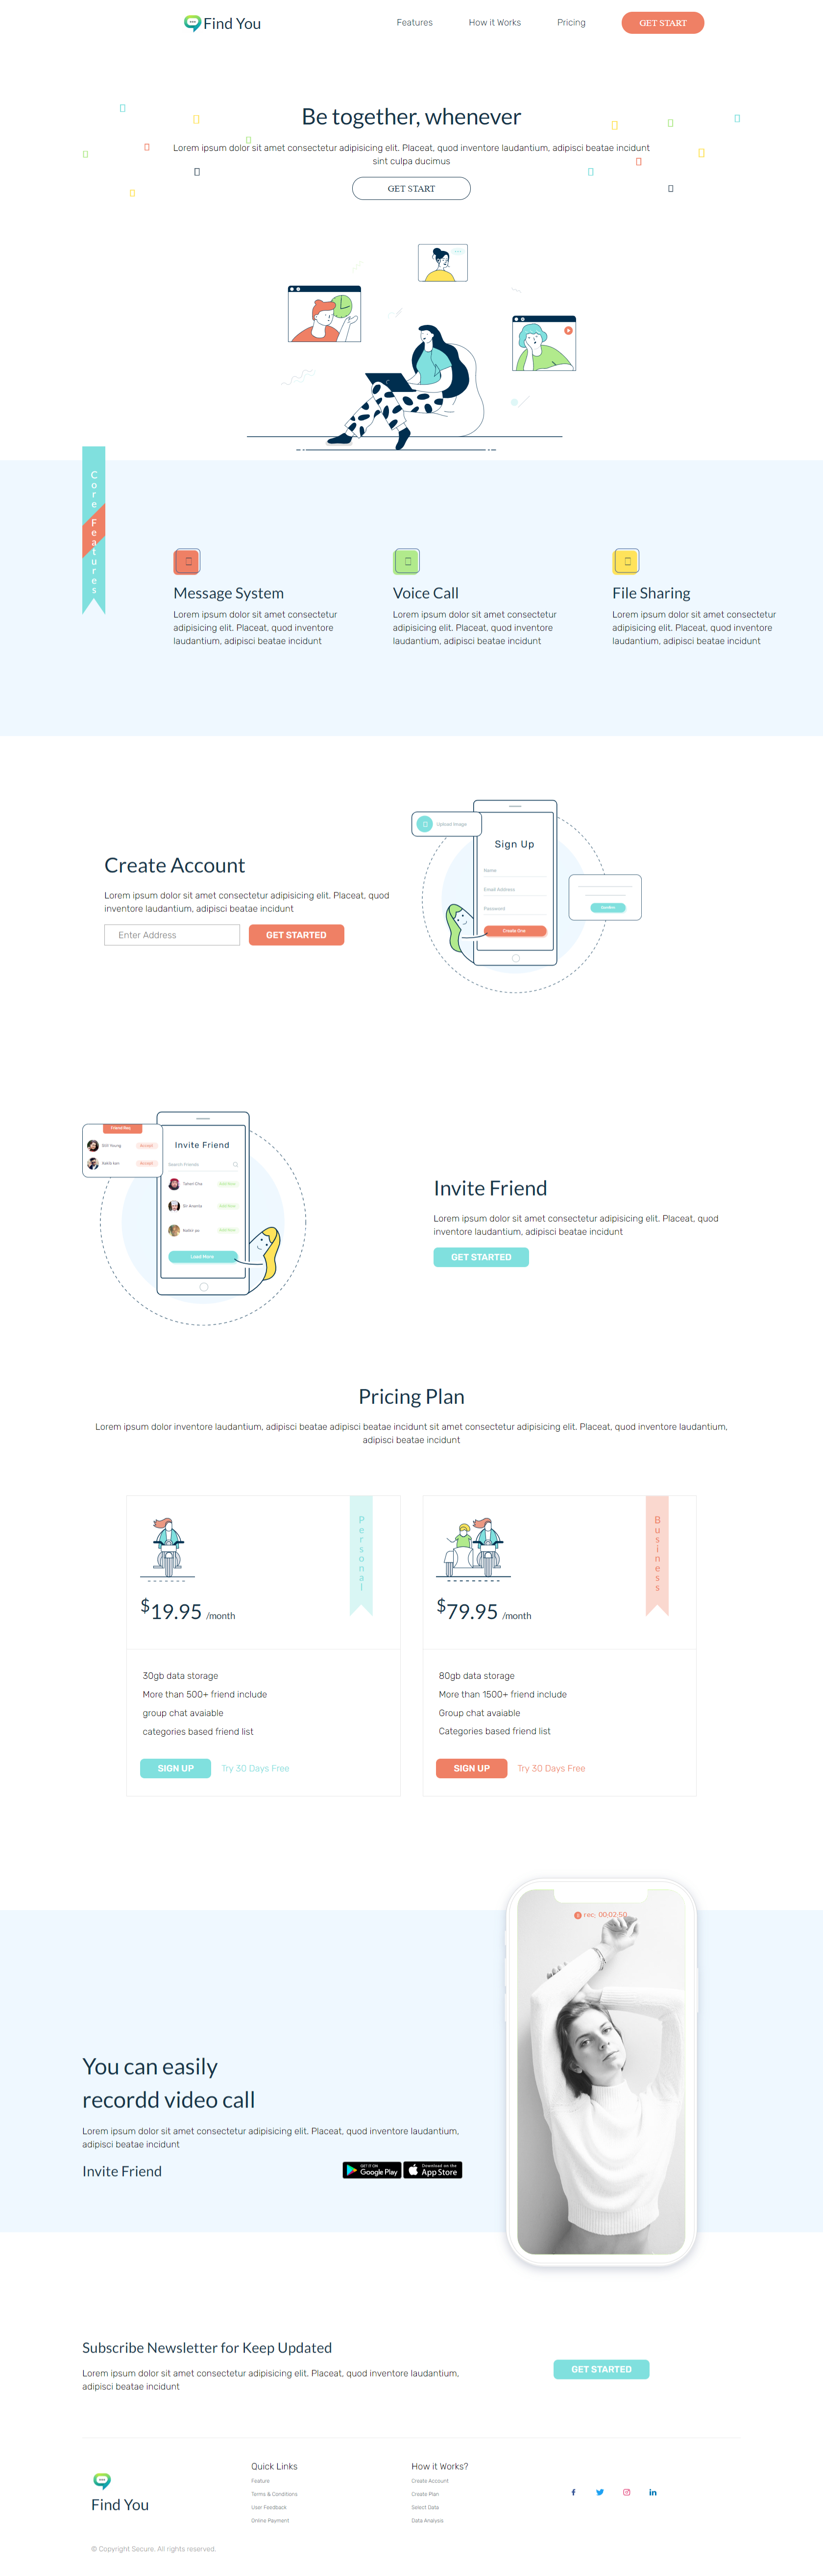 Find You
Features
How it Works
Pricing
GET START
Be together, whenever
Lorem ipsum dolor sit amet consectetur adipisicing elit. Placeat, quod inventore laudantium, adipisci beatae incidunt
sint culpa ducimus
GET START
Core Features
Message System
Lorem ipsum dolor sit amet consectetur
adipisicing elit. Placeat, quod inventore
laudantium, adipisci beatae incidunt
Voice Call
Lorem ipsum dolor sit amet consectetur
adipisicing elit. Placeat, quod inventore
laudantium, adipisci beatae incidunt
File Sharing
Lorem ipsum dolor sit amet consectetur
adipisicing elit. Placeat, quod inventore
laudantium, adipisci beatae incidunt
Create Account
Lorem ipsum dolor sit amet consectetur adipisicing elit. Placeat, quod
inventore laudantium, adipisci beatae incidunt
Enter Address
GET STARTED
Upload Image
Sign Up
Name
Email Address
Password
Create One
Invite Friend
Search Friends
Taheri Cha
Add Now
Sir Ananta
Add Now
Add Now
Load More
Accept
Accept
Invite Friend
Lorem ipsum dolor sit amet consectetur adipisicing elit. Placeat, quod
inventore laudantium, adipisci beatae incidunt
GET STARTED
Pricing Plan
Lorem ipsum dolor inventore laudantium, adipisci beatae adipisci beatae incidunt sit amet consectetur adipisicing elit. Placeat, quod inventore laudantium,
adipisci beatae incidunt
Personal
$19.95 /month
30gb data storage
More than 500+ friend include
group chat avaiable
categories based friend list
SIGN UP
Try 30 Days Free
Business
$79.95 /month
80gb data storage
More than 1500+ friend include
Group chat avaiable
Categories based friend list
SIGN UP
Try 30 Days Free
rec: 00:02:50
You can easily
recordd video call
Lorem ipsum dolor sit amet consectetur adipisicing elit. Placeat, quod inventore laudantium,
adipisci beatae incidunt
Invite Friend
GET IT ON
Google Play
Download on the
App Store
Subscribe Newsletter for Keep Updated
Lorem ipsum dolor sit amet consectetur adipisicing elit. Placeat, quod inventore laudantium,
adipisci beatae incidunt
GET STARTED
Find You
Quick Links
Feature
Terms & Conditions
User Feedback
Online Payment
How it Works?
Create Account
Create Plan
Select Data
Data Analysis
© Copyright Secure. All rights reserved.